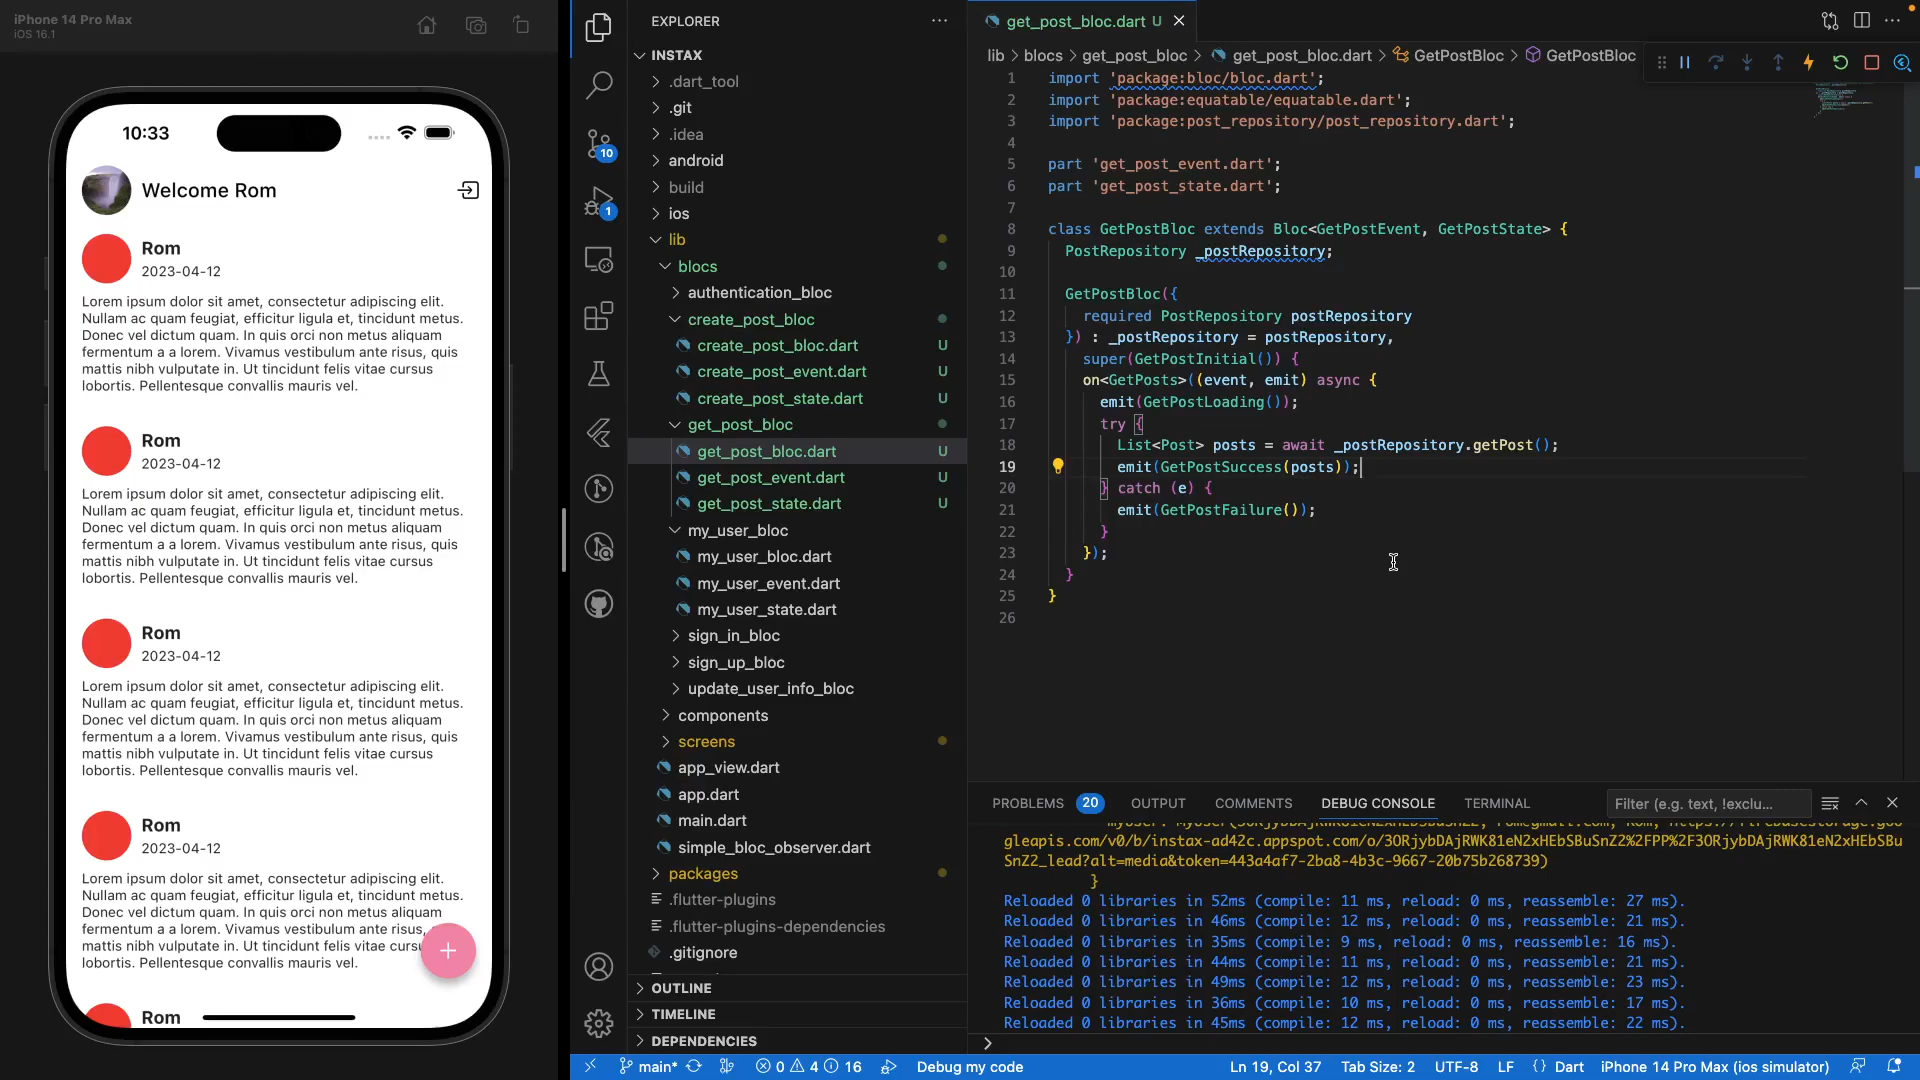 iPhone 14 Pro Max
iOS 16.1
10:33
Welcome Rom
Rom
2023-04-12
Lorem ipsum dolor sit amet, consectetur adipiscing elit.
Nullam ac quam feugiat, efficitur ligula et, tincidunt metus.
Donec vel dictum quam. In quis orci non metus aliquam
fermentum a a lorem. Vivamus vestibulum ante risus, quis
mattis nibh vulputate in. Ut tincidunt felis vitae cursus
lobortis. Pellentesque convallis mauris vel.
Rom
2023-04-12
Lorem ipsum dolor sit amet, consectetur adipiscing elit.
Nullam ac quam feugiat, efficitur ligula et, tincidunt metus.
Donec vel dictum quam. In quis orci non metus aliquam
fermentum a a lorem. Vivamus vestibulum ante risus, quis
mattis nibh vulputate in. Ut tincidunt felis vitae cursus
lobortis. Pellentesque convallis mauris vel.
Rom
2023-04-12
Lorem ipsum dolor sit amet, consectetur adipiscing elit.
Nullam ac quam feugiat, efficitur ligula et, tincidunt metus.
Donec vel dictum quam. In quis orci non metus aliquam
fermentum a a lorem. Vivamus vestibulum ante risus, quis
mattis nibh vulputate in. Ut tincidunt felis vitae cursus
lobortis. Pellentesque convallis mauris vel.
Rom
2023-04-12
Lorem ipsum dolor sit amet, consectetur adipiscing elit.
Nullam ac quam feugiat, efficitur ligula et, tincidunt metus.
Donec vel dictum quam. In quis orci non metus aliquam
fermentum a a lorem. Vivamus vestibulum ante risus,
mattis nibh vulputate in. Ut tincidunt felis vitae cursu
lobortis. Pellentesque convallis mauris vel.
Rom
10
1
EXPLORER
INSTAX
.dart_tool
.git
.idea
android
build
ios
lib
blocs
authentication_bloc
create_post_bloc
create_post_bloc.dart U
create_post_event.dart U
create_post_state.dart U
get_post_bloc
get_post_bloc.dart U
get_post_event.dart U
get_post_state.dart U
my_user_bloc
my_user_bloc.dart
my_user_event.dart
my_user_state.dart
sign_in_bloc
sign_up_bloc
update_user_info_bloc
components
screens
app_view.dart
app.dart
main.dart
simple_bloc_observer.dart
packages
.flutter-plugins
.flutter-plugins-dependencies
.gitignore
OUTLINE
TIMELINE
DEPENDENCIES
get_post_bloc.dart U
lib > blocs > get_post_bloc > get_post_bloc.dart > GetPostBloc > GetPostBloc
1 import 'package:bloc/bloc.dart';
2 import 'package:equatable/equatable.dart';
3 import 'package:post_repository/post_repository.dart';
4
5 part 'get_post_event.dart';
6 part 'get_post_state.dart';
7
8 class GetPostBloc extends Bloc<GetPostEvent, GetPostState> {
9 PostRepository _postRepository;
10
11 GetPostBloc({
12 required PostRepository postRepository
13 }) : _postRepository = postRepository,
14 super(GetPostInitial()) {
15 on<GetPosts>((event, emit) async {
16 emit(GetPostLoading());
17 try {
18 List<Post> posts = await _postRepository.getPost();
19 emit(GetPostSuccess(posts));
20 } catch (e) {
21 emit(GetPostFailure());
22 }
23 });
24 }
25 }
26
PROBLEMS 20 OUTPUT COMMENTS DEBUG CONSOLE TERMINAL Filter (e.g. text, !exclu...
gleapis.com/v0/b/instax-ad42c.appspot.com/o/3ORjybDAjRWK81eN2xHEbSBuSnZ2%2FPP%2F3ORjybDAjRWK81eN2xHEbSBu
SnZ2_lead?alt=media&token=443a4af7-2ba8-4b3c-9667-20b75b268739)
}
Reloaded 0 libraries in 52ms (compile: 11 ms, reload: 0 ms, reassemble: 27 ms).
Reloaded 0 libraries in 46ms (compile: 12 ms, reload: 0 ms, reassemble: 21 ms).
Reloaded 0 libraries in 35ms (compile: 9 ms, reload: 0 ms, reassemble: 16 ms).
Reloaded 0 libraries in 44ms (compile: 11 ms, reload: 0 ms, reassemble: 21 ms).
Reloaded 0 libraries in 49ms (compile: 12 ms, reload: 0 ms, reassemble: 23 ms).
Reloaded 0 libraries in 36ms (compile: 10 ms, reload: 0 ms, reassemble: 17 ms).
Reloaded 0 libraries in 45ms (compile: 12 ms, reload: 0 ms, reassemble: 22 ms).
main* 0 4 16 Debug my code Ln 19, Col 37 Tab Size: 2 UTF-8 LF {} Dart iPhone 14 Pro Max (ios simulator)